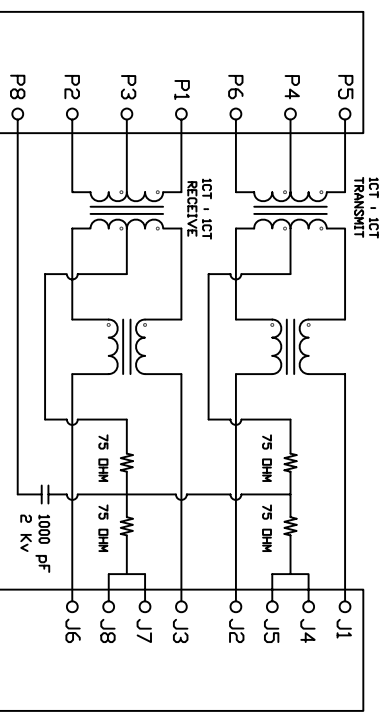 1CT : 1CT
TRANSMIT
P5
J1
J4
P4
J5
75 OHM
75 OHM
P6
J2
1CT : 1CT
RECEIVE
P1
J3
J7
P3
J8
75 OHM
75 OHM
P2
J6
1000 pF
2 Kv
P8